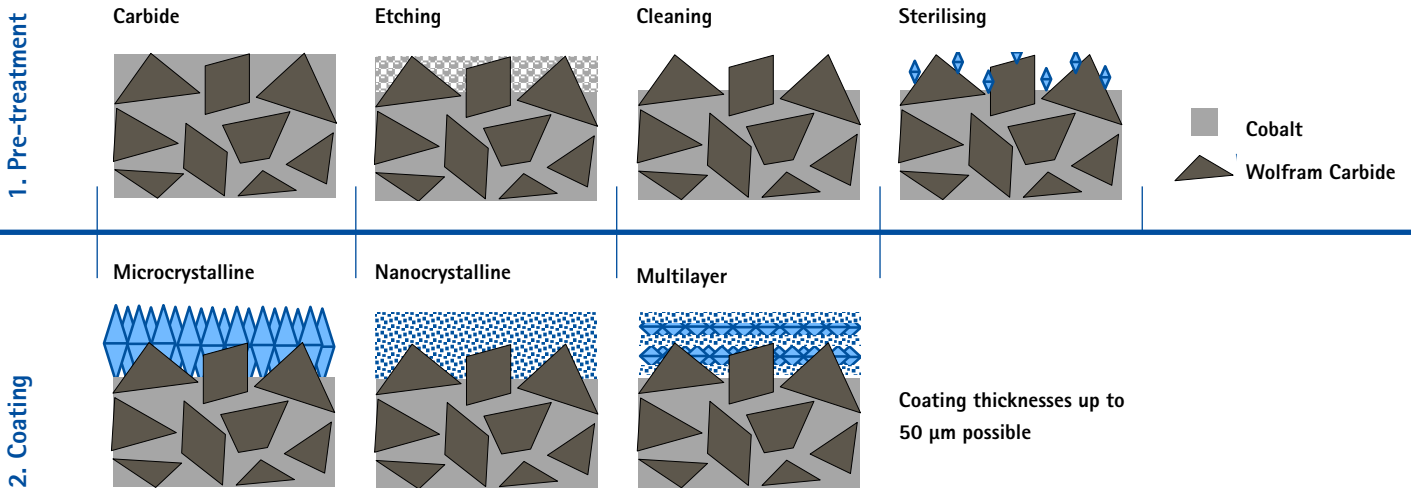 1. Pre-treatment
Carbide
Etching
Cleaning
Sterilising
Cobalt
Wolfram Carbide
2. Coating
Microcrystalline
Nanocrystalline
Multilayer
Coating thicknesses up to
50 µm possible